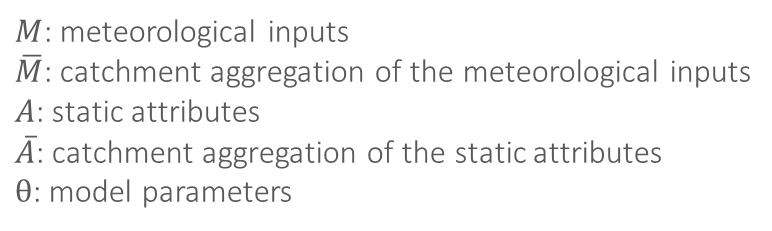 M: meteorological inputs
M̅: catchment aggregation of the meteorological inputs
A: static attributes
A̅: catchment aggregation of the static attributes
θ: model parameters